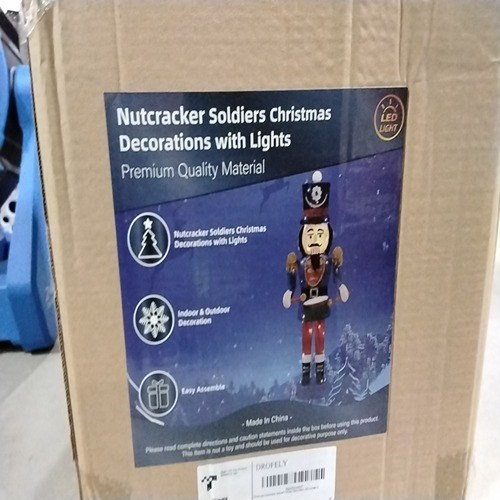 Nutcracker Soldiers Christmas
Decorations with Lights
Premium Quality Material
LED
LIGHT
Nutcracker Soldiers Christmas
Decorations with Lights
Indoor & Outdoor
Decoration
Easy Assemble
- Made In China -
Please read complete directions and caution statements inside the box before using this product.
This item is not a toy and should be used for decorative purpose only.
DROFELY